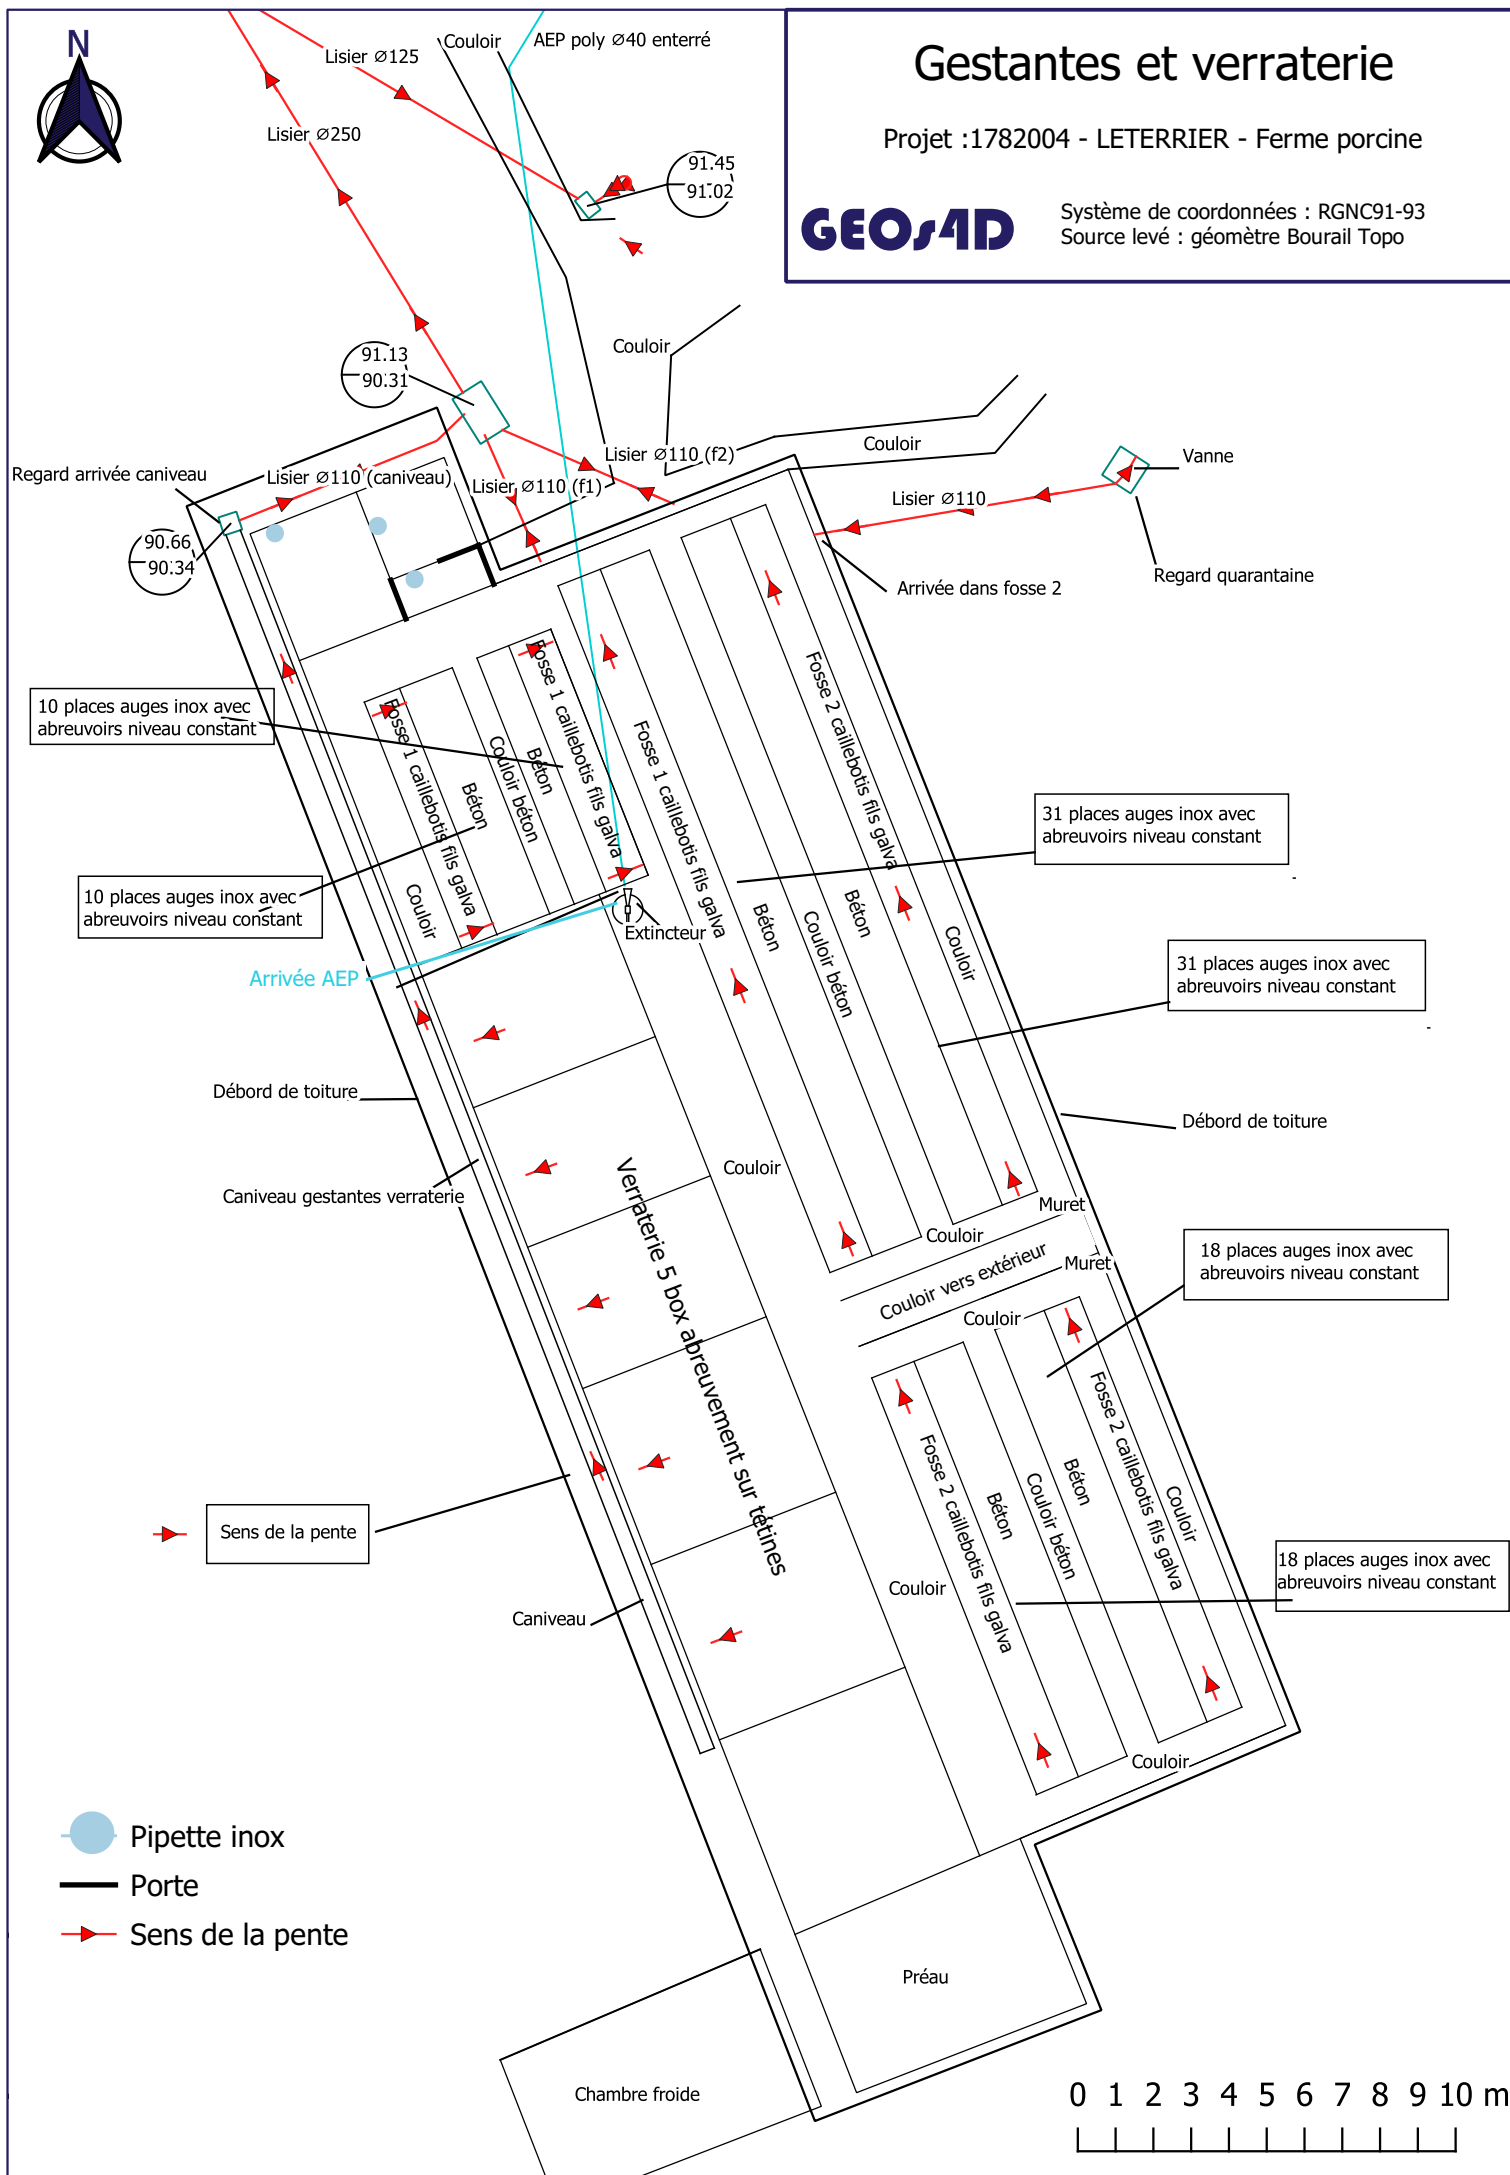 N
Gestantes et verraterie
Projet :1782004 - LETERRIER - Ferme porcine
GEOs4D
Système de coordonnées : RGNC91-93
Source levé : géomètre Bourail Topo
Couloir
AEP poly Ø40 enterré
Lisier Ø125
Lisier Ø250
91.45
91.02
Couloir
91.13
90.31
Couloir
Lisier Ø110 (f2)
Vanne
Regard arrivée caniveau
Lisier Ø110 (caniveau)
Lisier Ø110 (f1)
Lisier Ø110
90.66
90.34
Regard quarantaine
Arrivée dans fosse 2
10 places auges inox avec
abreuvoirs niveau constant
Fosse 1 caillebotis fils galva
Béton
Couloir béton
Béton
Fosse 1 caillebotis fils galva
Fosse 1 caillebotis fils galva
Fosse 2 caillebotis fils galva
31 places auges inox avec
abreuvoirs niveau constant
10 places auges inox avec
abreuvoirs niveau constant
Couloir
Extincteur
Béton
Couloir béton
Béton
Couloir
31 places auges inox avec
abreuvoirs niveau constant
Arrivée AEP
Débord de toiture
Débord de toiture
Caniveau gestantes verraterie
Verraterie 5 box abreuvement sur tétines
Couloir
Muret
Couloir
Couloir vers extérieur
Muret
18 places auges inox avec
abreuvoirs niveau constant
Couloir
Fosse 2 caillebotis fils galva
Béton
Couloir béton
Béton
Fosse 2 caillebotis fils galva
Couloir
Sens de la pente
18 places auges inox avec
abreuvoirs niveau constant
Couloir
Caniveau
Couloir
Pipette inox
Porte
Sens de la pente
Préau
Chambre froide
0 1 2 3 4 5 6 7 8 9 10 m